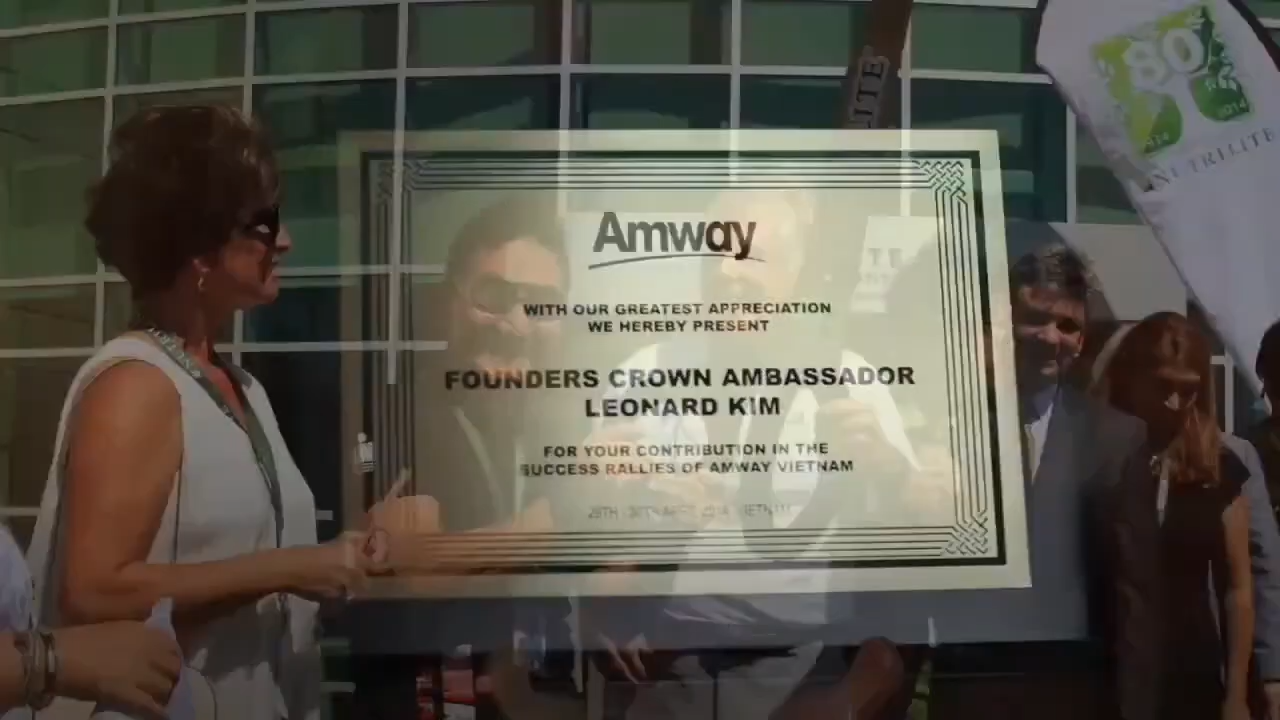 80
2014
NUTRILITE
Amway
WITH OUR GREATEST APPRECIATION
WE HEREBY PRESENT
FOUNDERS CROWN AMBASSADOR
LEONARD KIM
FOR YOUR CONTRIBUTION IN THE
SUCCESS RALLIES OF AMWAY VIETNAM